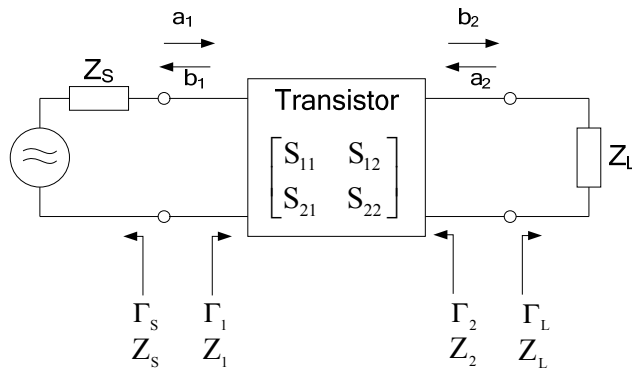 a1
b2
ZS
b1
a2
Transistor
ZL
S11 S12
S21 S22
ΓS Γ1 Γ2 ΓL
ZS Z1 Z2 ZL